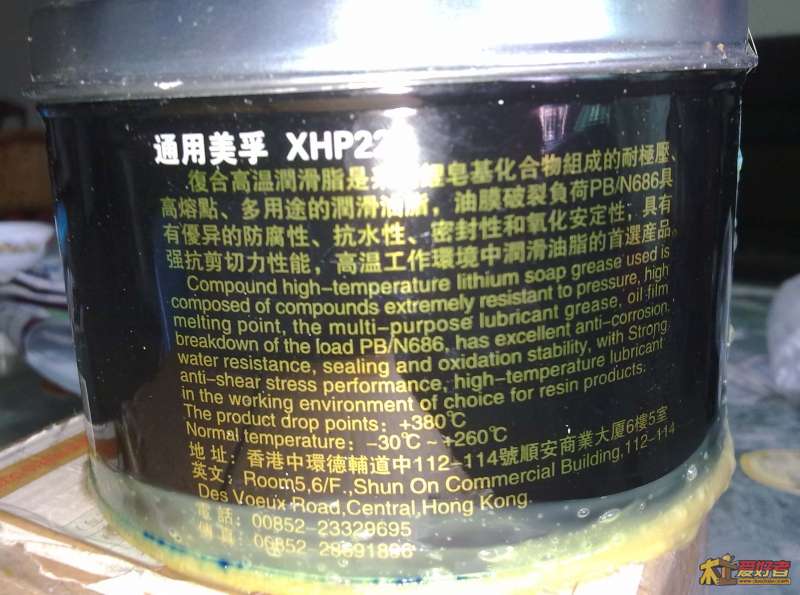 通用美孚 XHP22
復合高温潤滑脂是 皂基化合物組成的耐極壓、
高熔點、多用途的潤滑油脂，油膜破裂負荷PB/N686具
有優异的防腐性、抗水性、密封性和氧化安定性，具有
强抗剪切力性能，高温工作環境中潤滑油脂的首選産品。
Compound high-temperature lithium soap grease used is
composed of compounds extremely resistant to pressure, high
melting point, the multi-purpose lubricant grease, oil film
breakdown of the load PB/N686, has excellent anti-corrosion,
water resistance, sealing and oxidation stability, with Strong
anti-shear stress performance, high-temperature lubricant
in the working environment of choice for resin products.
The product drop points: +380℃
Normal temperature: -30℃ ~ +260℃
地 址: 香港中環德輔道中112-114號順安商業大厦6樓5室
英文: Room5,6/F.,Shun On Commercial Building,112-114
Des Voeux Road,Central,Hong Kong.
電 話: 00852-23329695
傳 真: 00852-28591896
爱好者